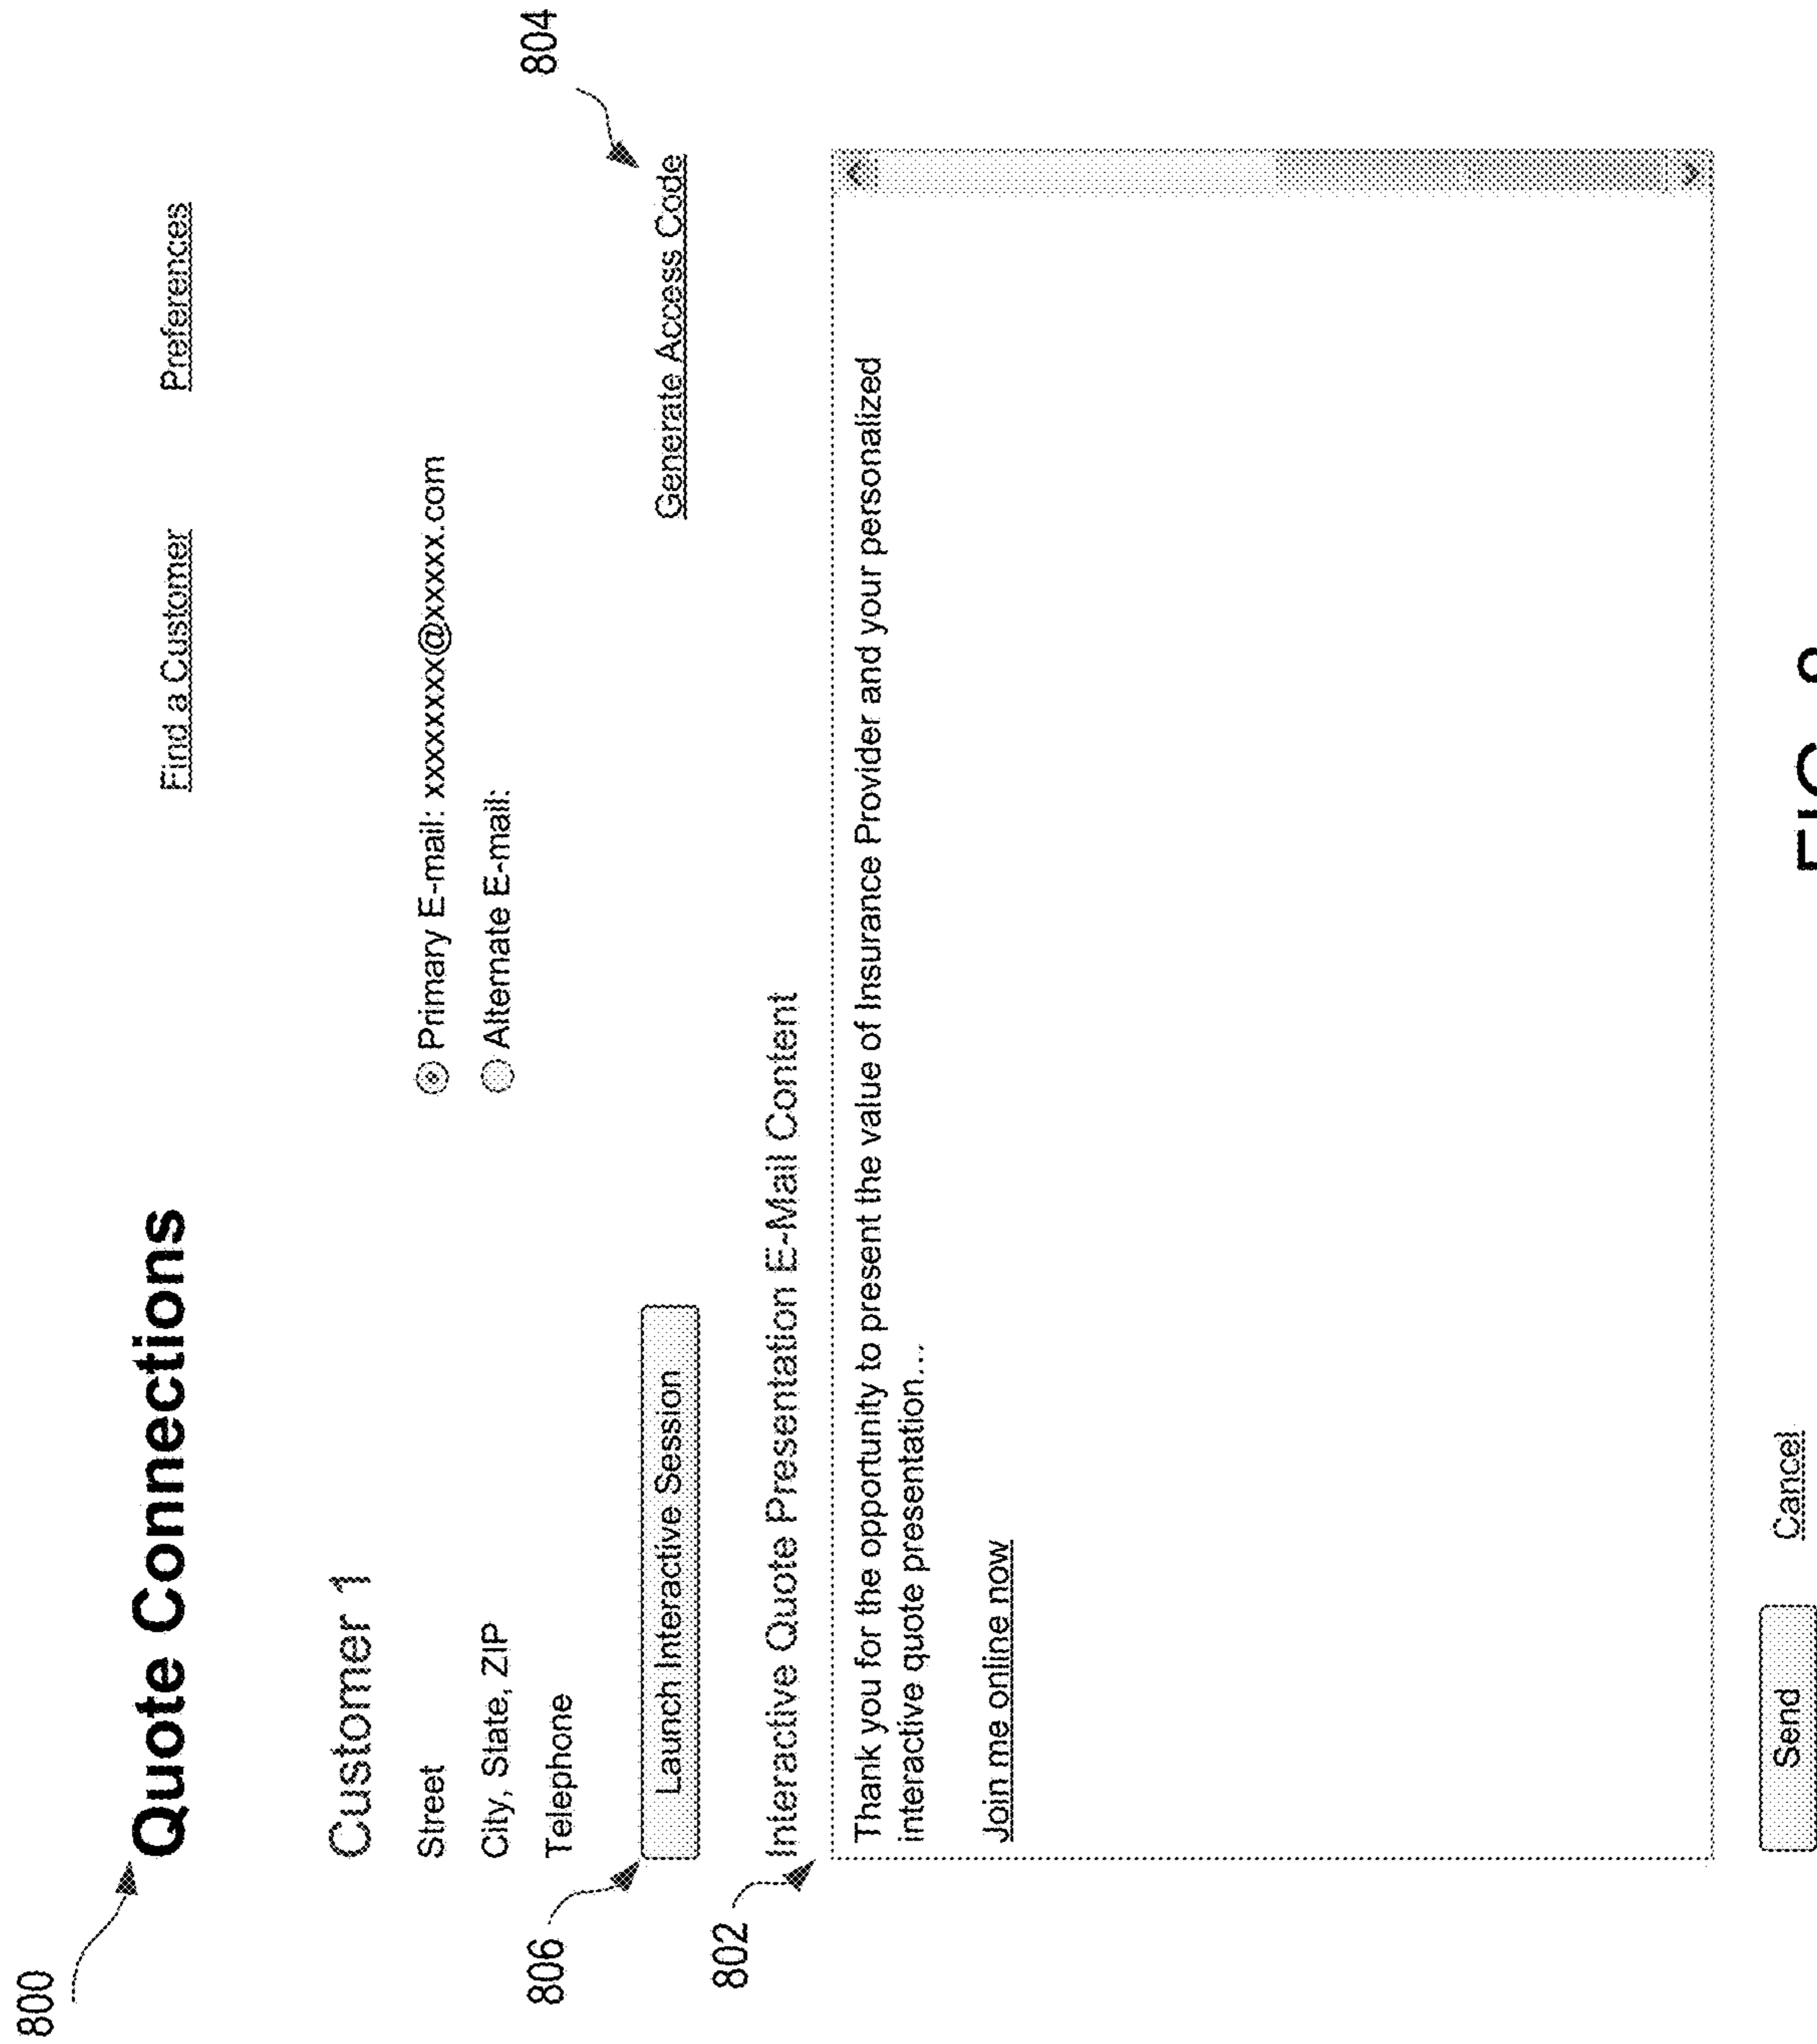 800
Quote Connections
Find a Customer
Preferences
Customer 1
Street
City, State, ZIP
Telephone
Primary E-mail: xxxxxxx@xxxxx.com
Alternate E-mail:
806
Launch Interactive Session
Generate Access Code
804
802
Interactive Quote Presentation E-Mail Content
Thank you for the opportunity to present the value of Insurance Provider and your personalized
interactive quote presentation...
Join me online now
Send
Cancel